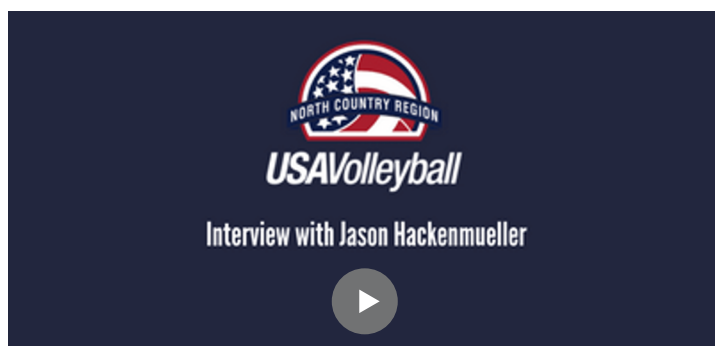 NORTH COUNTRY REGION
USAVolleyball
Interview with Jason Hackenmueller